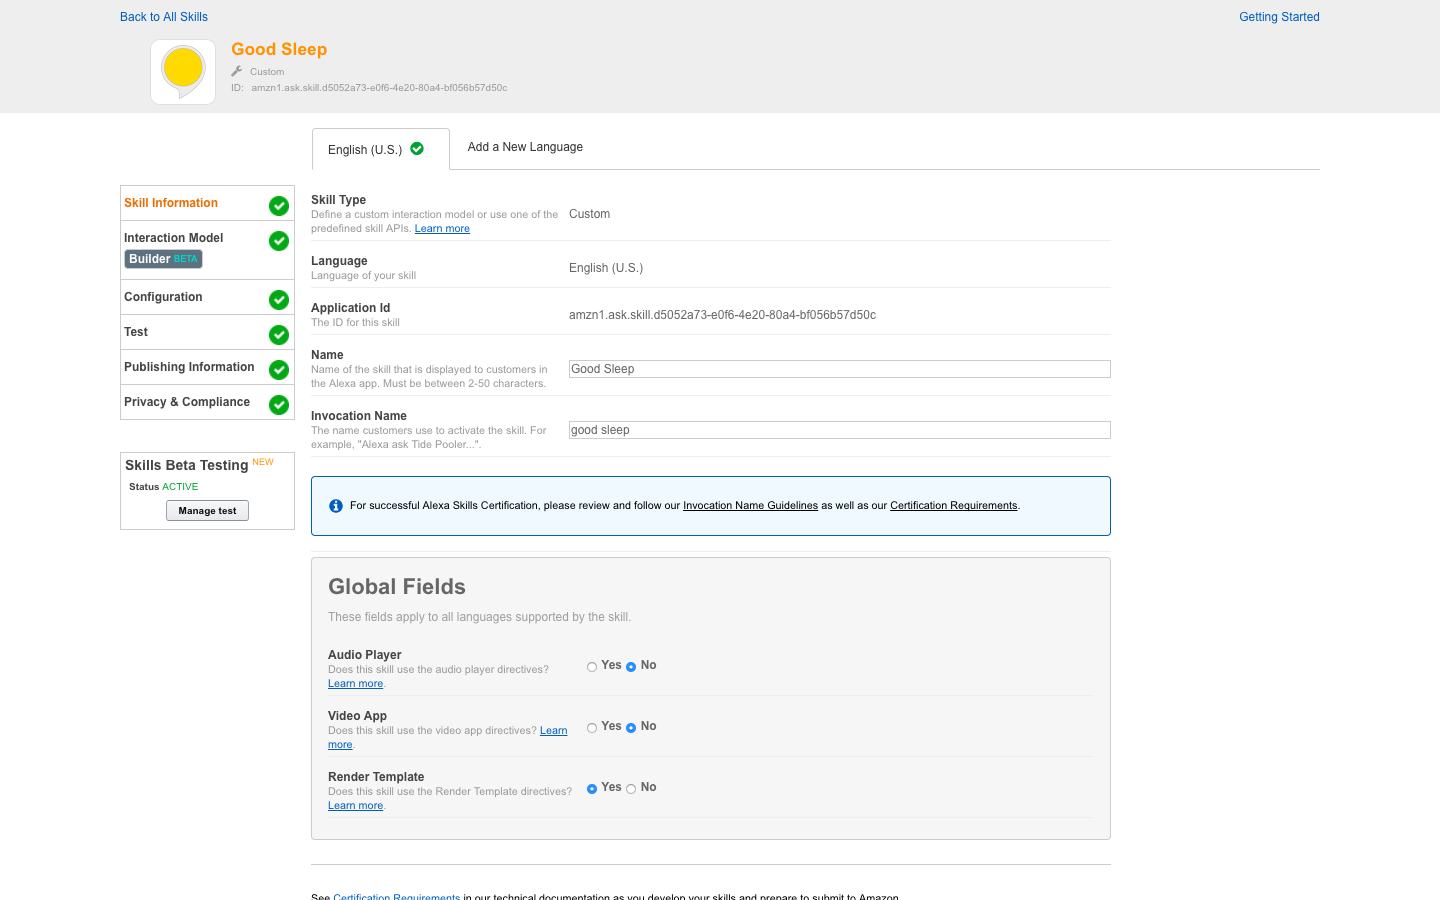 Back to All Skills
Getting Started
Good Sleep
Custom
ID: amzn1.ask.skill.d5052a73-e0f6-4e20-80a4-bf056b57d50c
English (U.S.)
Add a New Language
Skill Information
Interaction Model
Builder BETA
Configuration
Test
Publishing Information
Privacy & Compliance
Skills Beta Testing NEW
Status ACTIVE
Manage test
Skill Type
Define a custom interaction model or use one of the
predefined skill APIs. Learn more
Custom
Language
Language of your skill
English (U.S.)
Application Id
The ID for this skill
amzn1.ask.skill.d5052a73-e0f6-4e20-80a4-bf056b57d50c
Name
Name of the skill that is displayed to customers in
the Alexa app. Must be between 2-50 characters.
Good Sleep
Invocation Name
The name customers use to activate the skill. For
example, "Alexa ask Tide Pooler...".
good sleep
For successful Alexa Skills Certification, please review and follow our Invocation Name Guidelines as well as our Certification Requirements.
Global Fields
These fields apply to all languages supported by the skill.
Audio Player
Does this skill use the audio player directives?
Learn more.
Yes No
Video App
Does this skill use the video app directives? Learn
more.
Yes No
Render Template
Does this skill use the Render Template directives?
Learn more.
Yes No
See Certification Requirements in our technical documentation as you develop your skills and prepare to submit to Amazon.